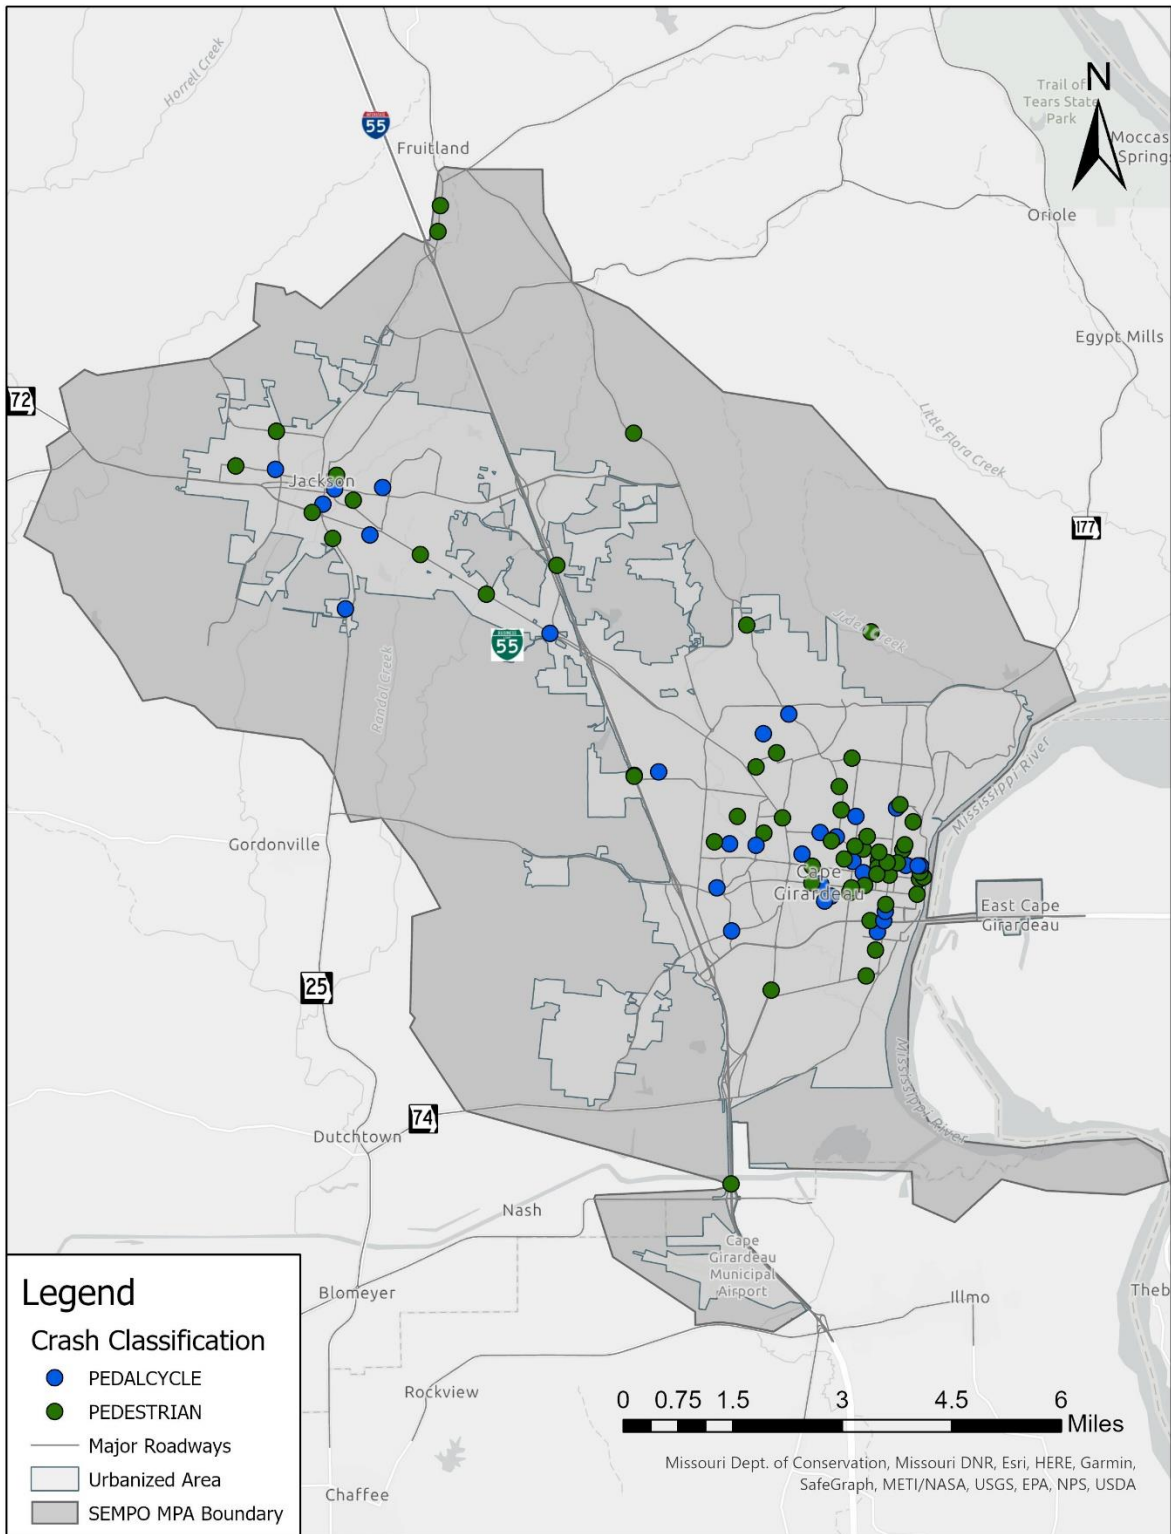 Horrell Creek
55
Fruitland
N
Trail of
Tears State
Park
Moccas
Springs
Oriole
Egypt Mills
72
Little Flora Creek
Jackson
177
Juden Creek
55
Randol Creek
Mississippi River
Gordonville
Cape
Girardeau
East Cape
Girardeau
25
Mississippi River
74
Dutchtown
Nash
Cape
Girardeau
Municipal
Airport
Blomeyer
Illmo
Theb
Rockview
Chaffee
Legend
Crash Classification
PEDALCYCLE
PEDESTRIAN
Major Roadways
Urbanized Area
SEMPO MPA Boundary
0 0.75 1.5 3 4.5 6
Miles
Missouri Dept. of Conservation, Missouri DNR, Esri, HERE, Garmin,
SafeGraph, METI/NASA, USGS, EPA, NPS, USDA